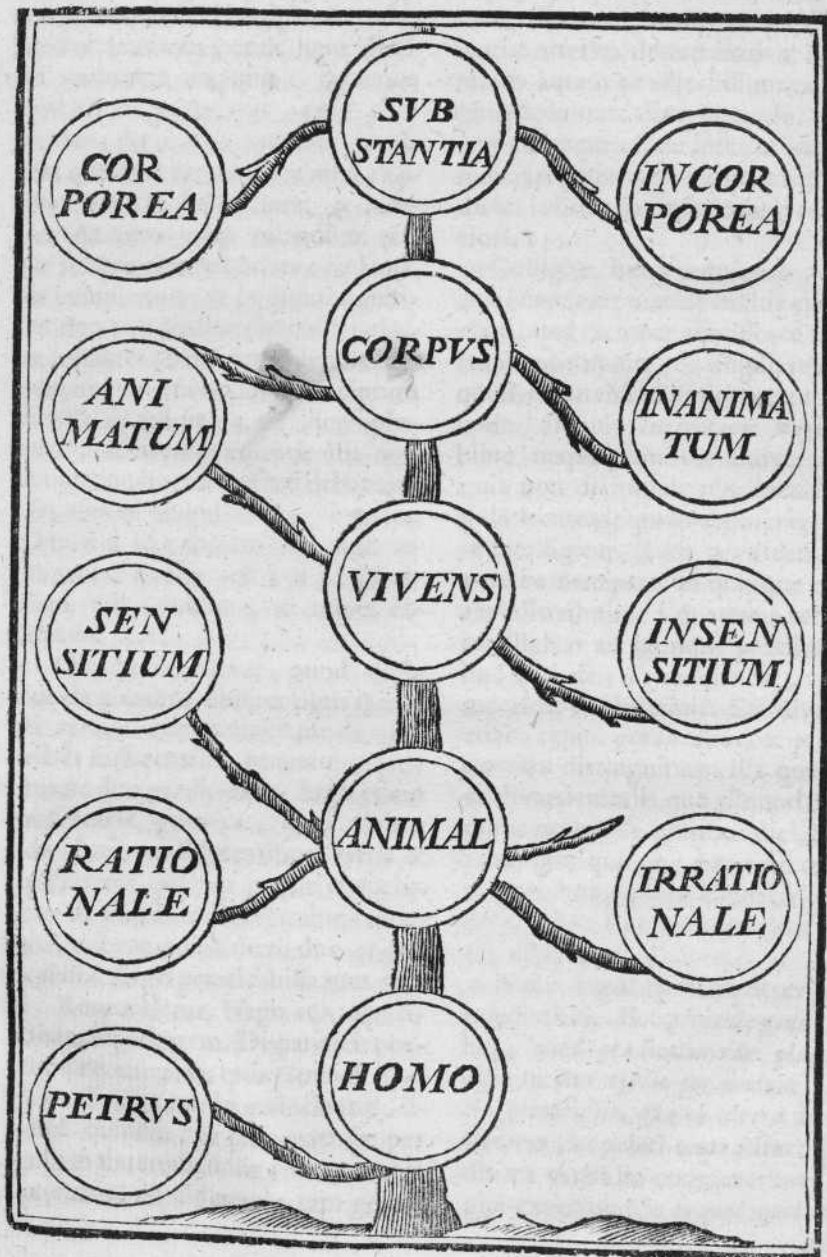 SVB
STANTIA
COR
POREA
INCOR
POREA
CORPVS
ANI
MATUM
INANIMA
TUM
VIVENS
SEN
SITIUM
INSEN
SITIUM
ANIMAL
RATIO
NALE
IRRATIO
NALE
HOMO
PETRVS